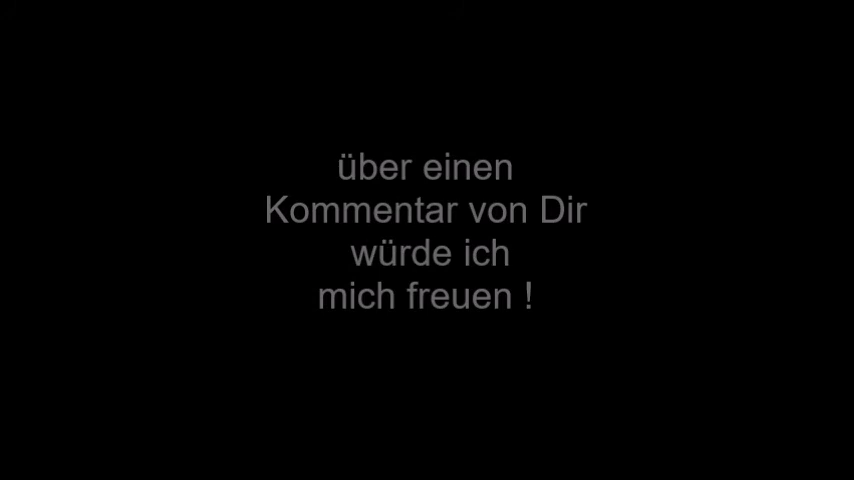 über einen
Kommentar von Dir
würde ich
mich freuen !